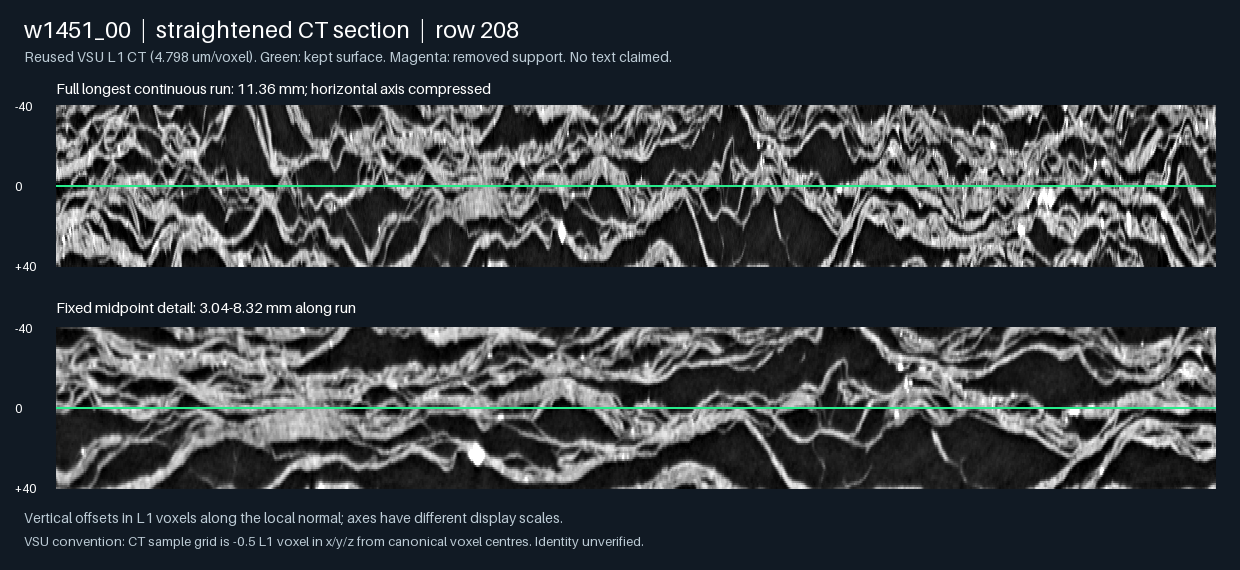 w1451_00 | straightened CT section | row 208
Reused VSU L1 CT (4.798 um/voxel). Green: kept surface. Magenta: removed support. No text claimed.
Full longest continuous run: 11.36 mm; horizontal axis compressed
-40
0
+40
Fixed midpoint detail: 3.04-8.32 mm along run
-40
0
+40
Vertical offsets in L1 voxels along the local normal; axes have different display scales.
VSU convention: CT sample grid is -0.5 L1 voxel in x/y/z from canonical voxel centres. Identity unverified.